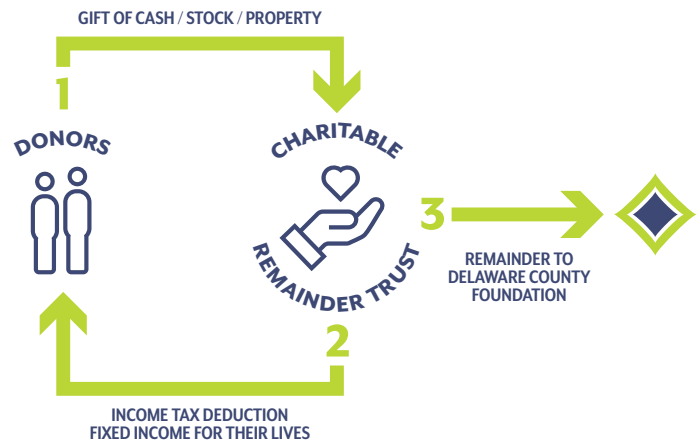 GIFT OF CASH / STOCK / PROPERTY
1
DONORS
CHARITABLE
REMAINDER TRUST
3
REMAINDER TO
DELAWARE COUNTY
FOUNDATION
2
INCOME TAX DEDUCTION
FIXED INCOME FOR THEIR LIVES